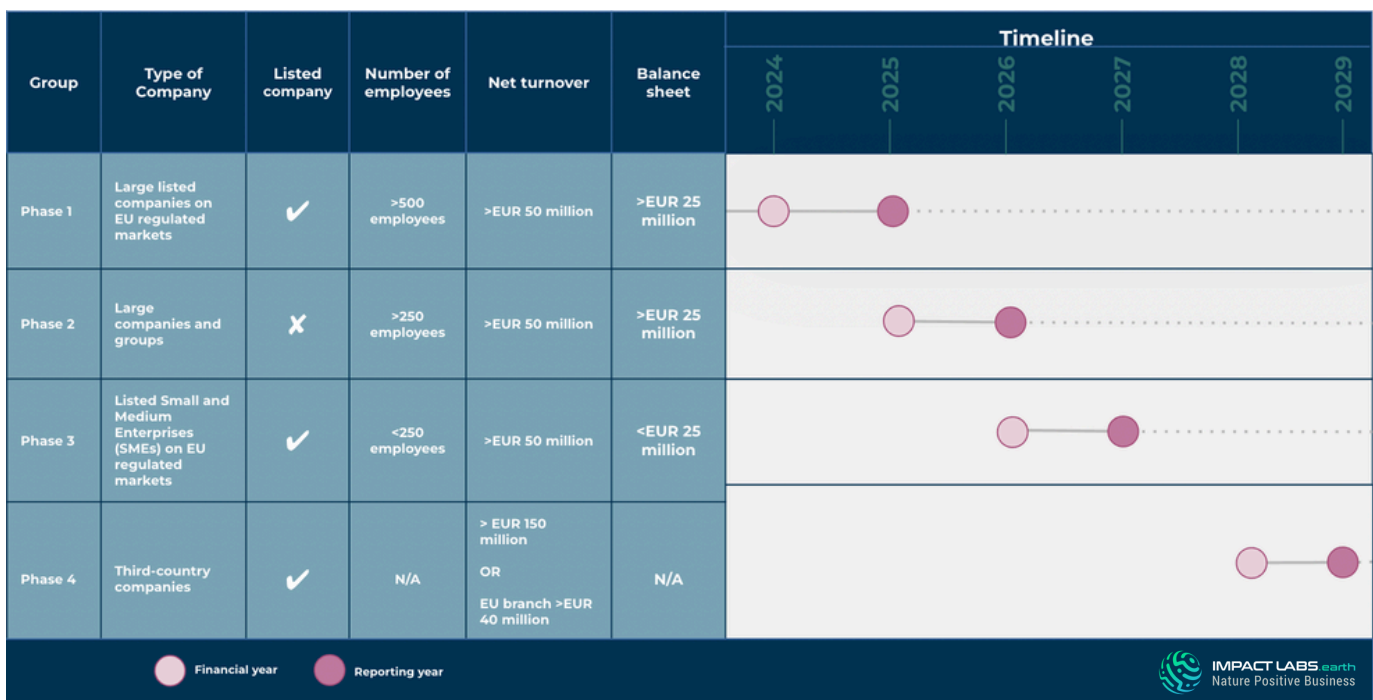 Timeline
Group
Type of
Company
Listed
company
Number of
employees
Net turnover
Balance
sheet
2024
2025
2026
2027
2028
2029
Phase 1
Large listed
companies on
EU regulated
markets
✔
>500
employees
>EUR 50 million
>EUR 25
million
Phase 2
Large
companies and
groups
✘
>250
employees
>EUR 50 million
>EUR 25
million
Phase 3
Listed Small and
Medium
Enterprises
(SMEs) on EU
regulated
markets
✔
<250
employees
>EUR 50 million
<EUR 25
million
Phase 4
Third-country
companies
✔
N/A
> EUR 150
million
OR
EU branch >EUR
40 million
N/A
Financial year
Reporting year
IMPACT LABS.earth
Nature Positive Business